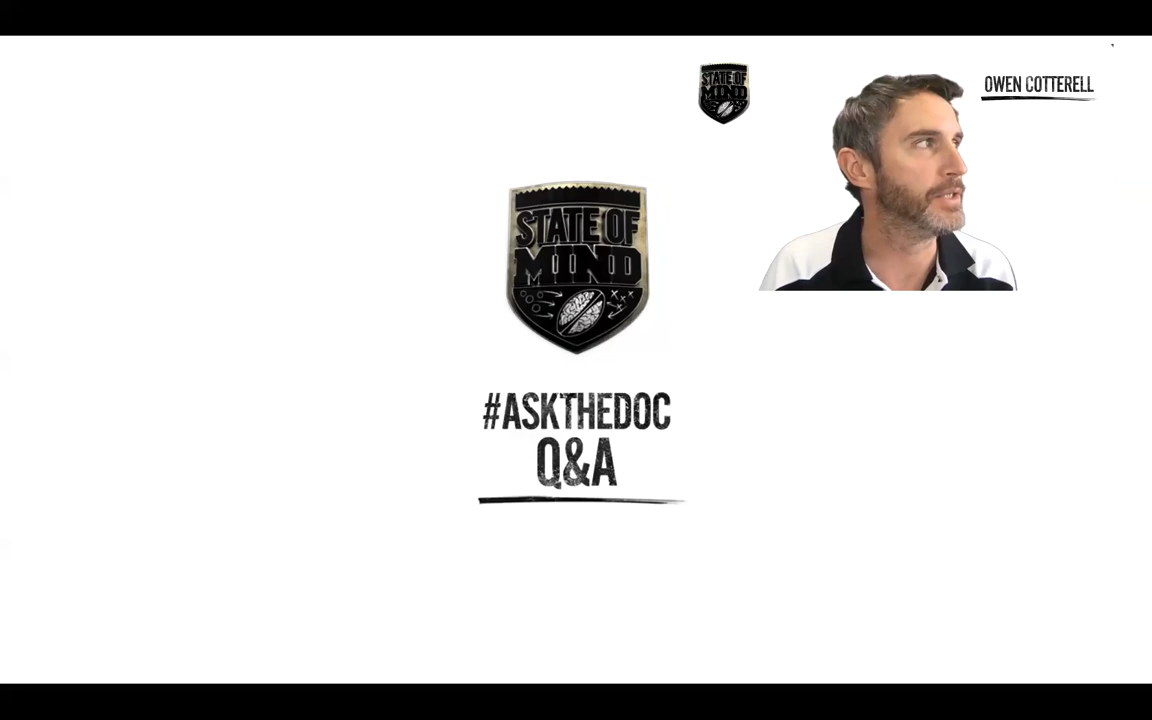 STATE OF
MIND
OWEN COTTERELL
STATE OF
MIND
#ASKTHEDOC
Q&A